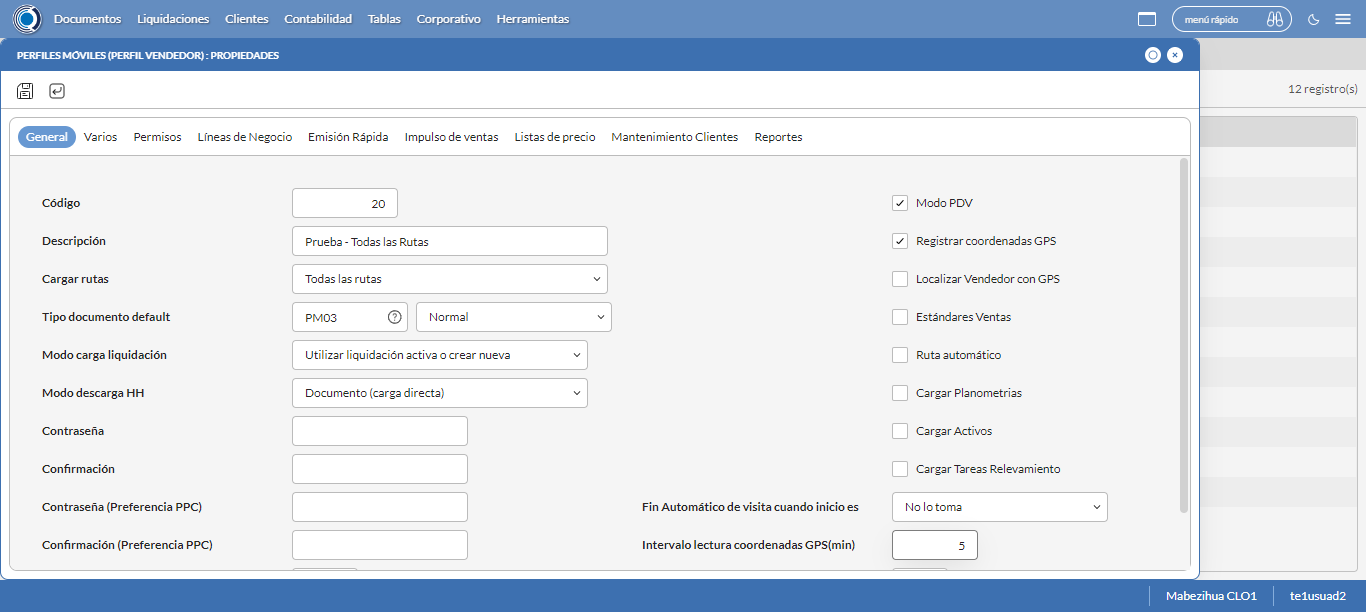 Documentos Liquidaciones Clientes Contabilidad Tablas Corporativo Herramientas menú rápido
PERFILES MÓVILES (PERFIL VENDEDOR) : PROPIEDADES
12 registro(s)
General Varios Permisos Líneas de Negocio Emisión Rápida Impulso de ventas Listas de precio Mantenimiento Clientes Reportes
Código 20 Modo PDV
Descripción Prueba - Todas las Rutas Registrar coordenadas GPS
Cargar rutas Todas las rutas Localizar Vendedor con GPS
Tipo documento default PM03 Normal Estándares Ventas
Modo carga liquidación Utilizar liquidación activa o crear nueva Ruta automático
Modo descarga HH Documento (carga directa) Cargar Planometrias
Contraseña Cargar Activos
Confirmación Cargar Tareas Relevamiento
Contraseña (Preferencia PPC) Fin Automático de visita cuando inicio es No lo toma
Confirmación (Preferencia PPC) Intervalo lectura coordenadas GPS(min) 5
Mabezihua CLO1 te1usuad2